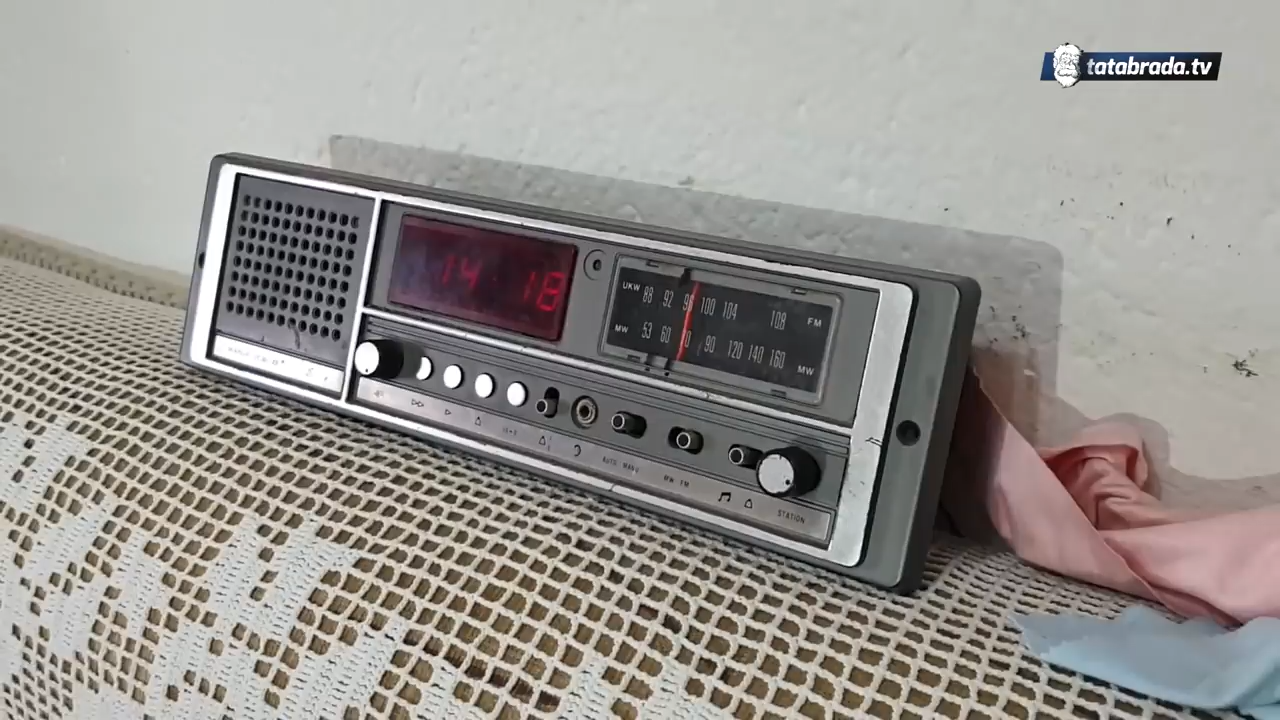 tatabrada.tv
14 18
UKW 88 92 96 100 104 108 FM
MW 53 60 70 90 120 140 160 MW
AUTO MANU
MW FM
STATION